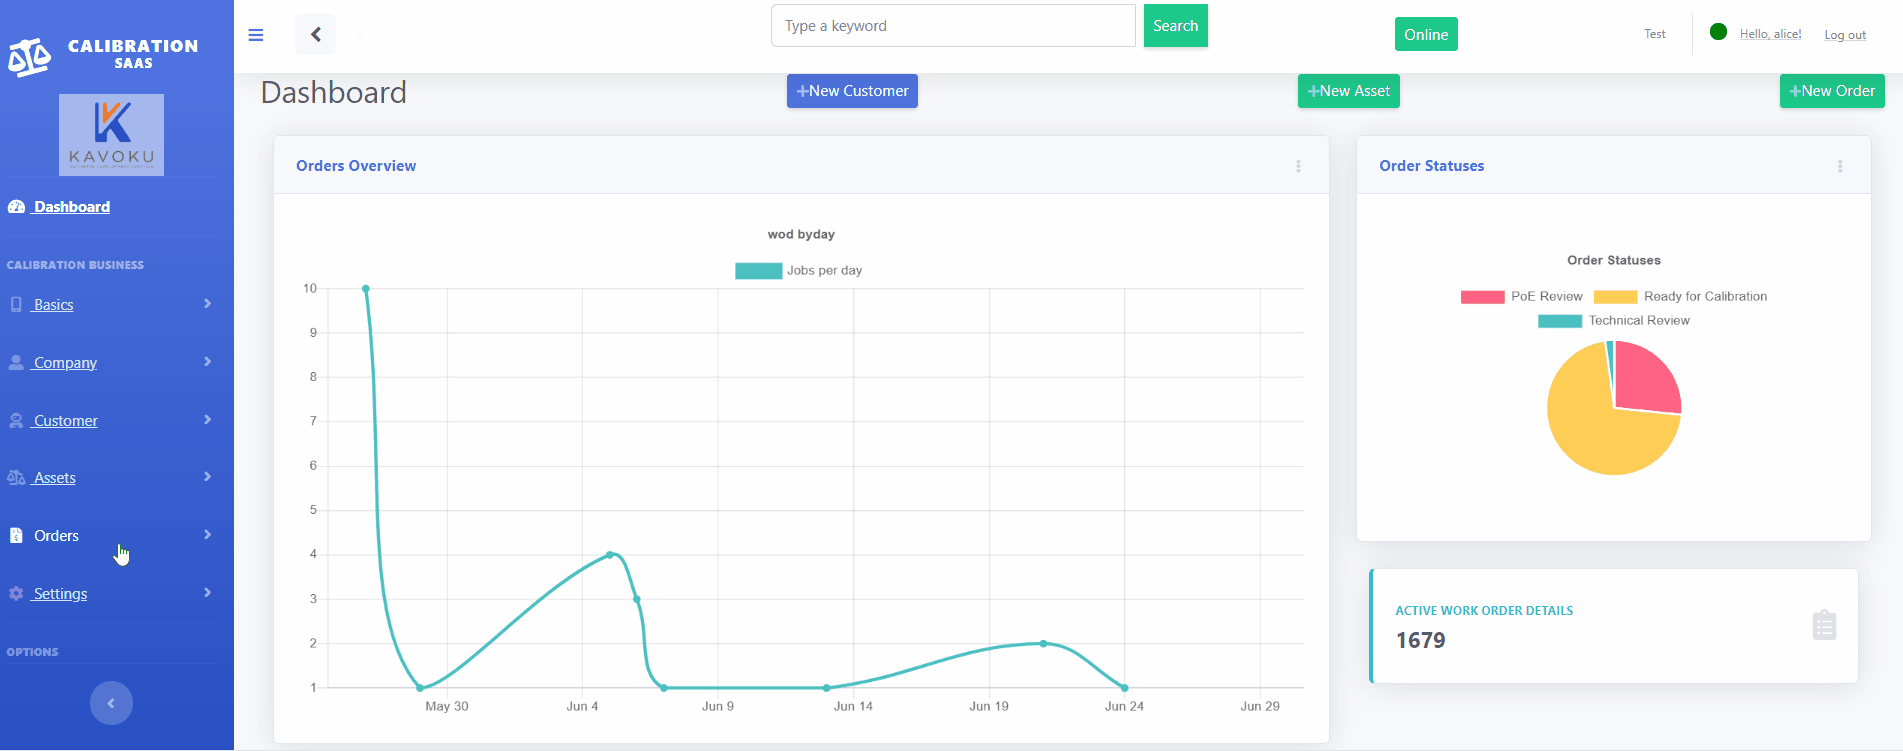 CALIBRATION
SAAS
KAVOKU
Dashboard
CALIBRATION BUSINESS
Basics
Company
Customer
Assets
Orders
Settings
OPTIONS
Type a keyword
Search
Online
Test
Hello, alice!
Log out
Dashboard
+New Customer
+New Asset
+New Order
Orders Overview
wod byday
Jobs per day
10
9
8
7
6
5
4
3
2
1
May 30 Jun 4 Jun 9 Jun 14 Jun 19 Jun 24 Jun 29
Order Statuses
Order Statuses
PoE Review Ready for Calibration
Technical Review
ACTIVE WORK ORDER DETAILS
1679